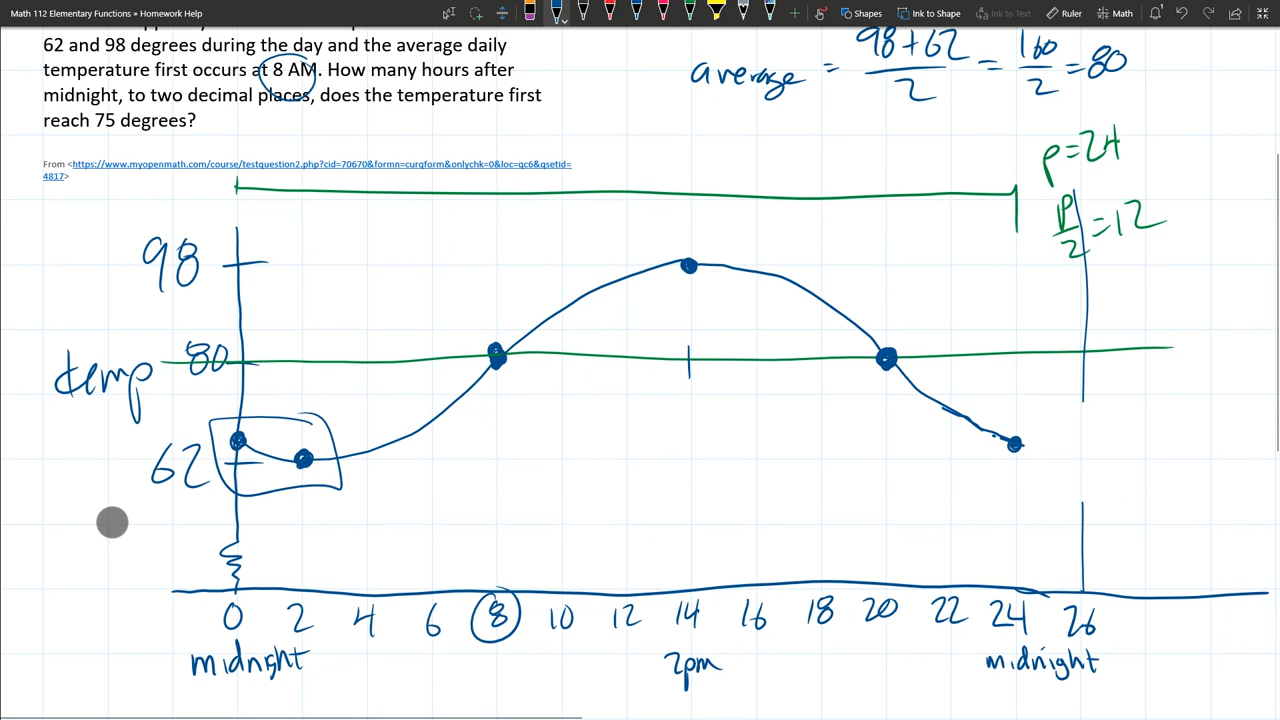 Math 112 Elementary Functions » Homework Help
Shapes Ink to Shape Ink to Text Ruler Math
62 and 98 degrees during the day and the average daily
temperature first occurs at 8 AM. How many hours after
midnight, to two decimal places, does the temperature first
reach 75 degrees?
From <https://www.myopenmath.com/course/testquestion2.php?cid=70670&formn=curqform&onlychk=0&loc=qc6&qsetid=
4817>
average = 98+62/2 = 160/2 = 80
p=24
p/2=12
98
80
temp
62
0 2 4 6 8 10 12 14 16 18 20 22 24 26
midnight 2pm midnight